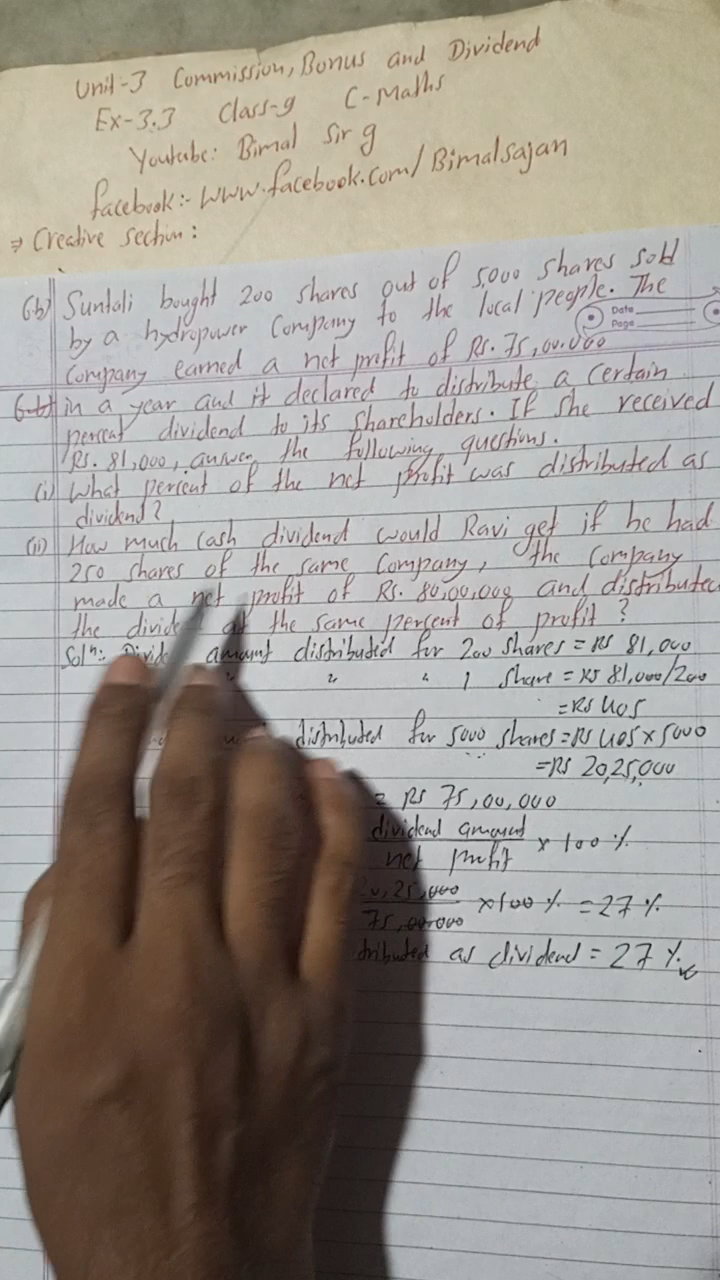 Unit-3 Commission, Bonus and Dividend
Ex-3.3 Class-9 C-Maths
Youtube: Bimal Sir g
facebook:- www.facebook.com/Bimalsajan
⇒ Creative section:
6b) Suntali bought 200 shares out of 5,000 shares sold
by a hydropower Company to the local people. The
Date
Page
Company earned a net profit of Rs. 75,00,000
in a year and it declared to distribute a certain
percent dividend to its shareholders. If she received
Rs. 81,000, answer the following questions.
(i) What percent of the net profit was distributed as
dividend?
(ii) How much cash dividend would Ravi get if he had
250 shares of the same Company, the Company
made a net profit of Rs. 80,00,000 and distributed
the the same percent of profit?
Solⁿ: amount distributed for 200 shares = Rs 81,000
" " " 1 share = Rs 81,000/200
= Rs 405
distributed for 5000 shares = Rs 405 × 5000
= Rs 20,25,000
= Rs 75,00,000
dividend amount
net profit × 100 %
20,25,000
75,00,000 × 100 % = 27 %
as dividend = 27 %